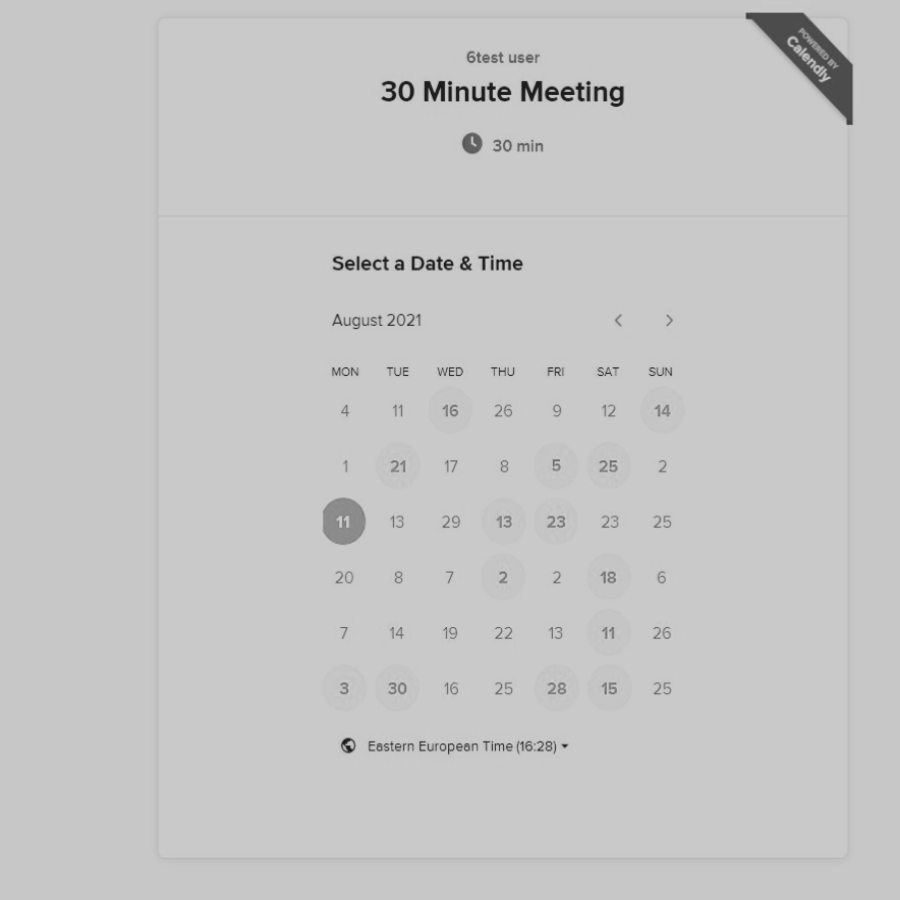 6test user
POWERED BY
Calendly
30 Minute Meeting
30 min
Select a Date & Time
August 2021
MON TUE WED THU FRI SAT SUN
4 11 16 26 9 12 14
1 21 17 8 5 25 2
11 13 29 13 23 23 25
20 8 7 2 2 18 6
7 14 19 22 13 11 26
3 30 16 25 28 15 25
Eastern European Time (16:28)